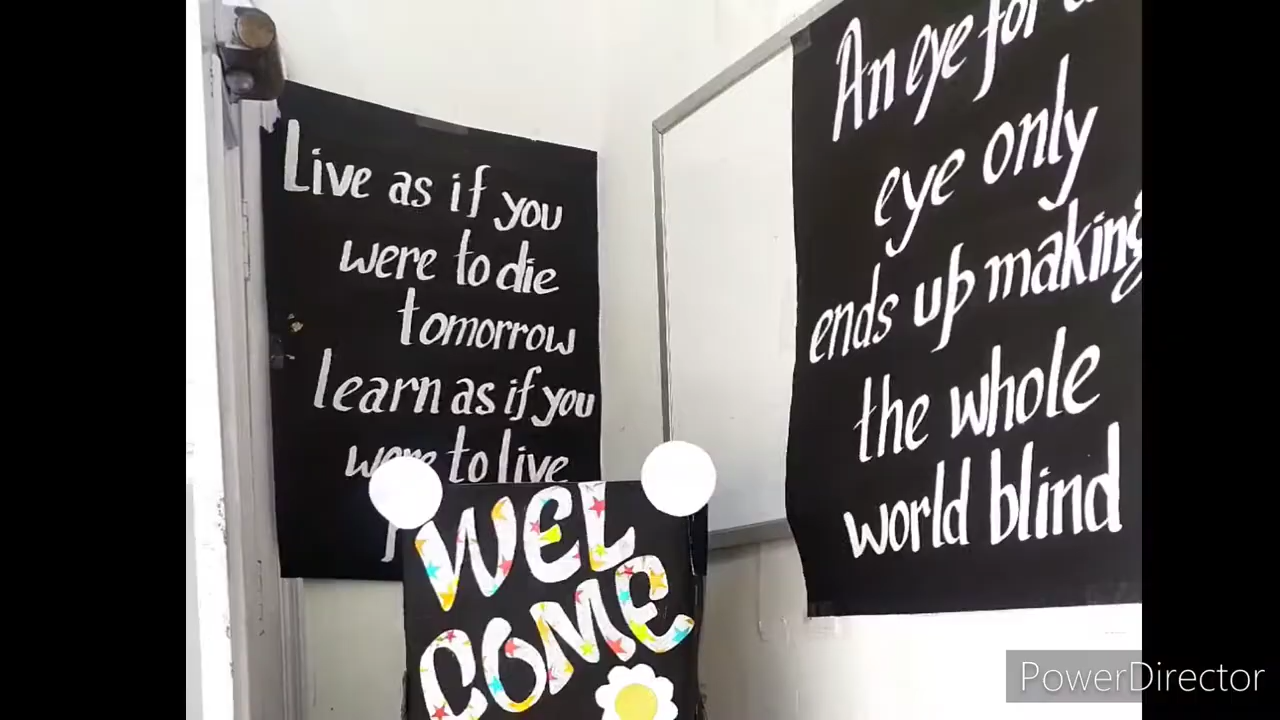 Live as if you
were to die
tomorrow
learn as if you
were to live
An eye for
eye only
ends up making
the whole
world blind
WEL
COME
PowerDirector